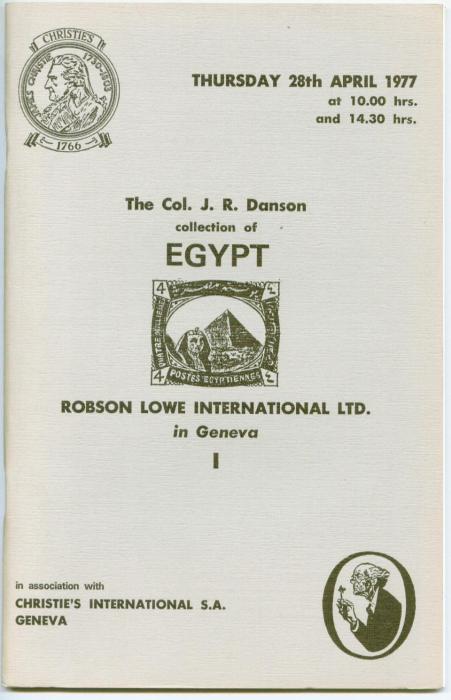 CHRISTIE'S
JAMES CHRISTIE 1730-1803
1766
THURSDAY 28th APRIL 1977
at 10.00 hrs.
and 14.30 hrs.
The Col. J. R. Danson
collection of
EGYPT
4
QUATRE MILLIEMES
POSTES EGYPTIENNES
4
ROBSON LOWE INTERNATIONAL LTD.
in Geneva
I
in association with
CHRISTIE'S INTERNATIONAL S.A.
GENEVA